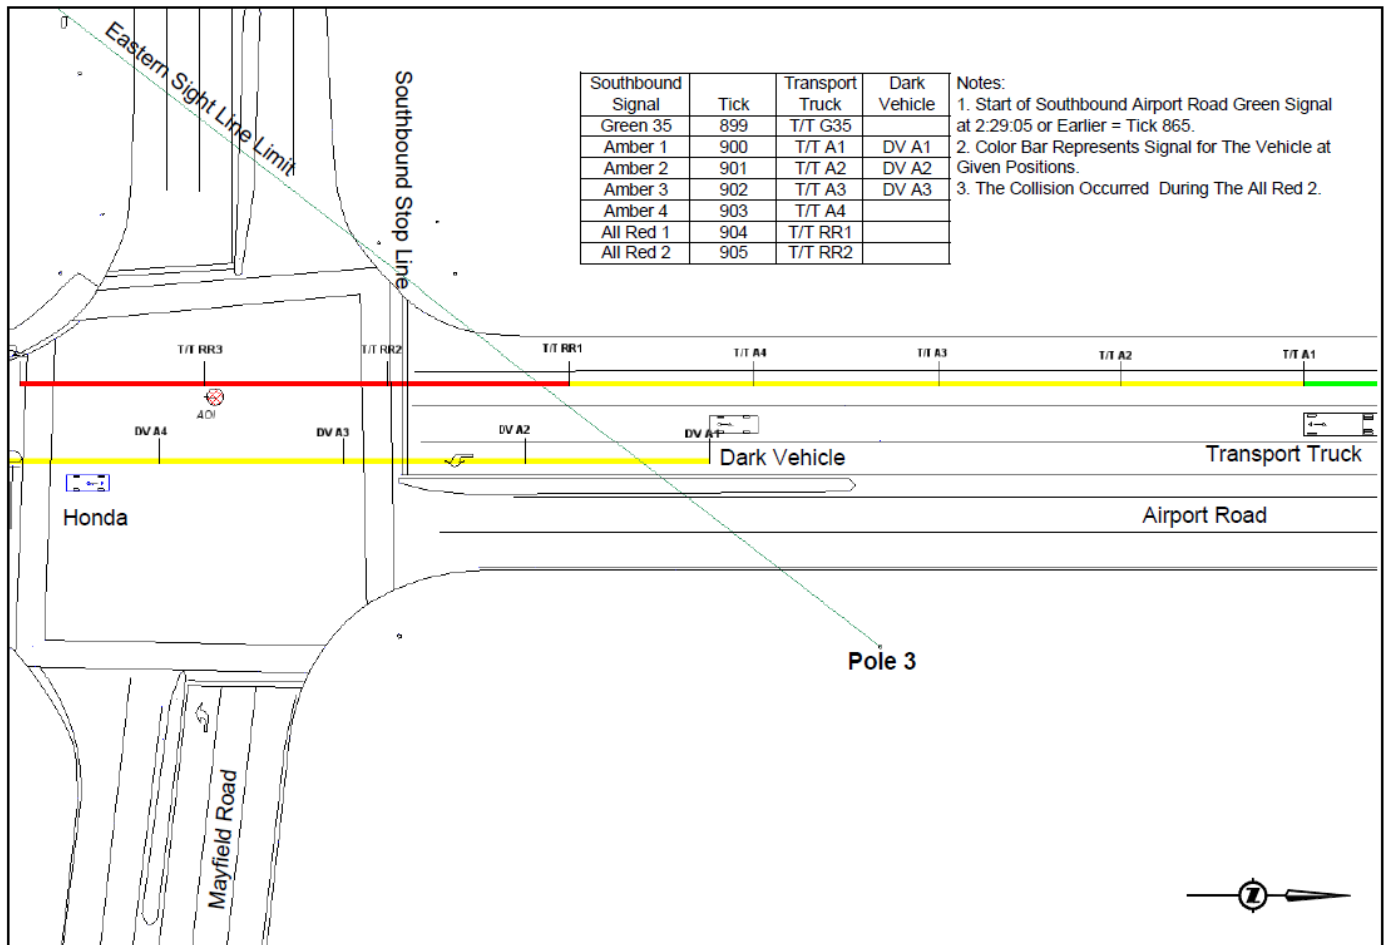 Eastern Sight Line Limit
Southbound Stop Line
Southbound Signal Tick Transport Truck Dark Vehicle
Green 35 899 T/T G35
Amber 1 900 T/T A1 DV A1
Amber 2 901 T/T A2 DV A2
Amber 3 902 T/T A3 DV A3
Amber 4 903 T/T A4
All Red 1 904 T/T RR1
All Red 2 905 T/T RR2
Notes:
1. Start of Southbound Airport Road Green Signal
at 2:29:05 or Earlier = Tick 865.
2. Color Bar Represents Signal for The Vehicle at
Given Positions.
3. The Collision Occurred During The All Red 2.
T/T RR3 T/T RR2 T/T RR1 T/T A4 T/T A3 T/T A2 T/T A1
AOI
DV A4 DV A3 DV A2 DV A1
Dark Vehicle
Transport Truck
Honda
Airport Road
Pole 3
Mayfield Road
Z